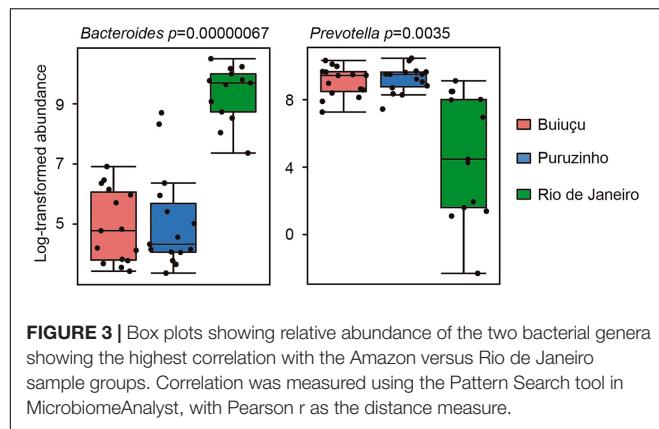 Bacteroides p=0.00000067
Prevotella p=0.0035
Log-transformed abundance
9
7
5
8
4
0
Buiuçu
Puruzinho
Rio de Janeiro
FIGURE 3 | Box plots showing relative abundance of the two bacterial genera
showing the highest correlation with the Amazon versus Rio de Janeiro
sample groups. Correlation was measured using the Pattern Search tool in
MicrobiomeAnalyst, with Pearson r as the distance measure.